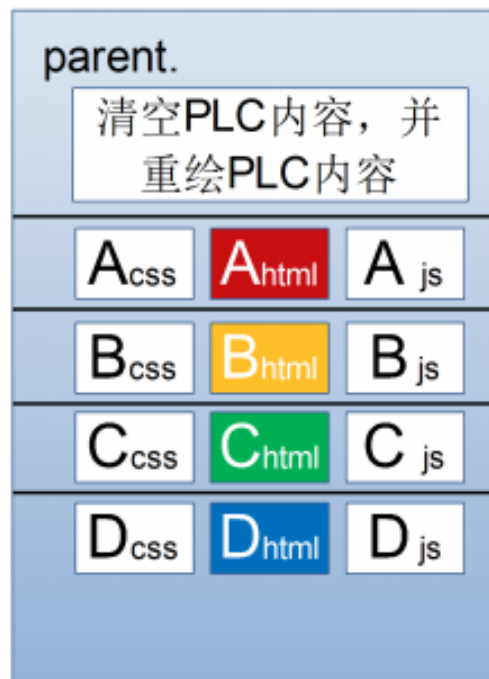 parent.
清空PLC内容，并
重绘PLC内容
Acss Ahtml A js
Bcss Bhtml B js
Ccss Chtml C js
Dcss Dhtml D js